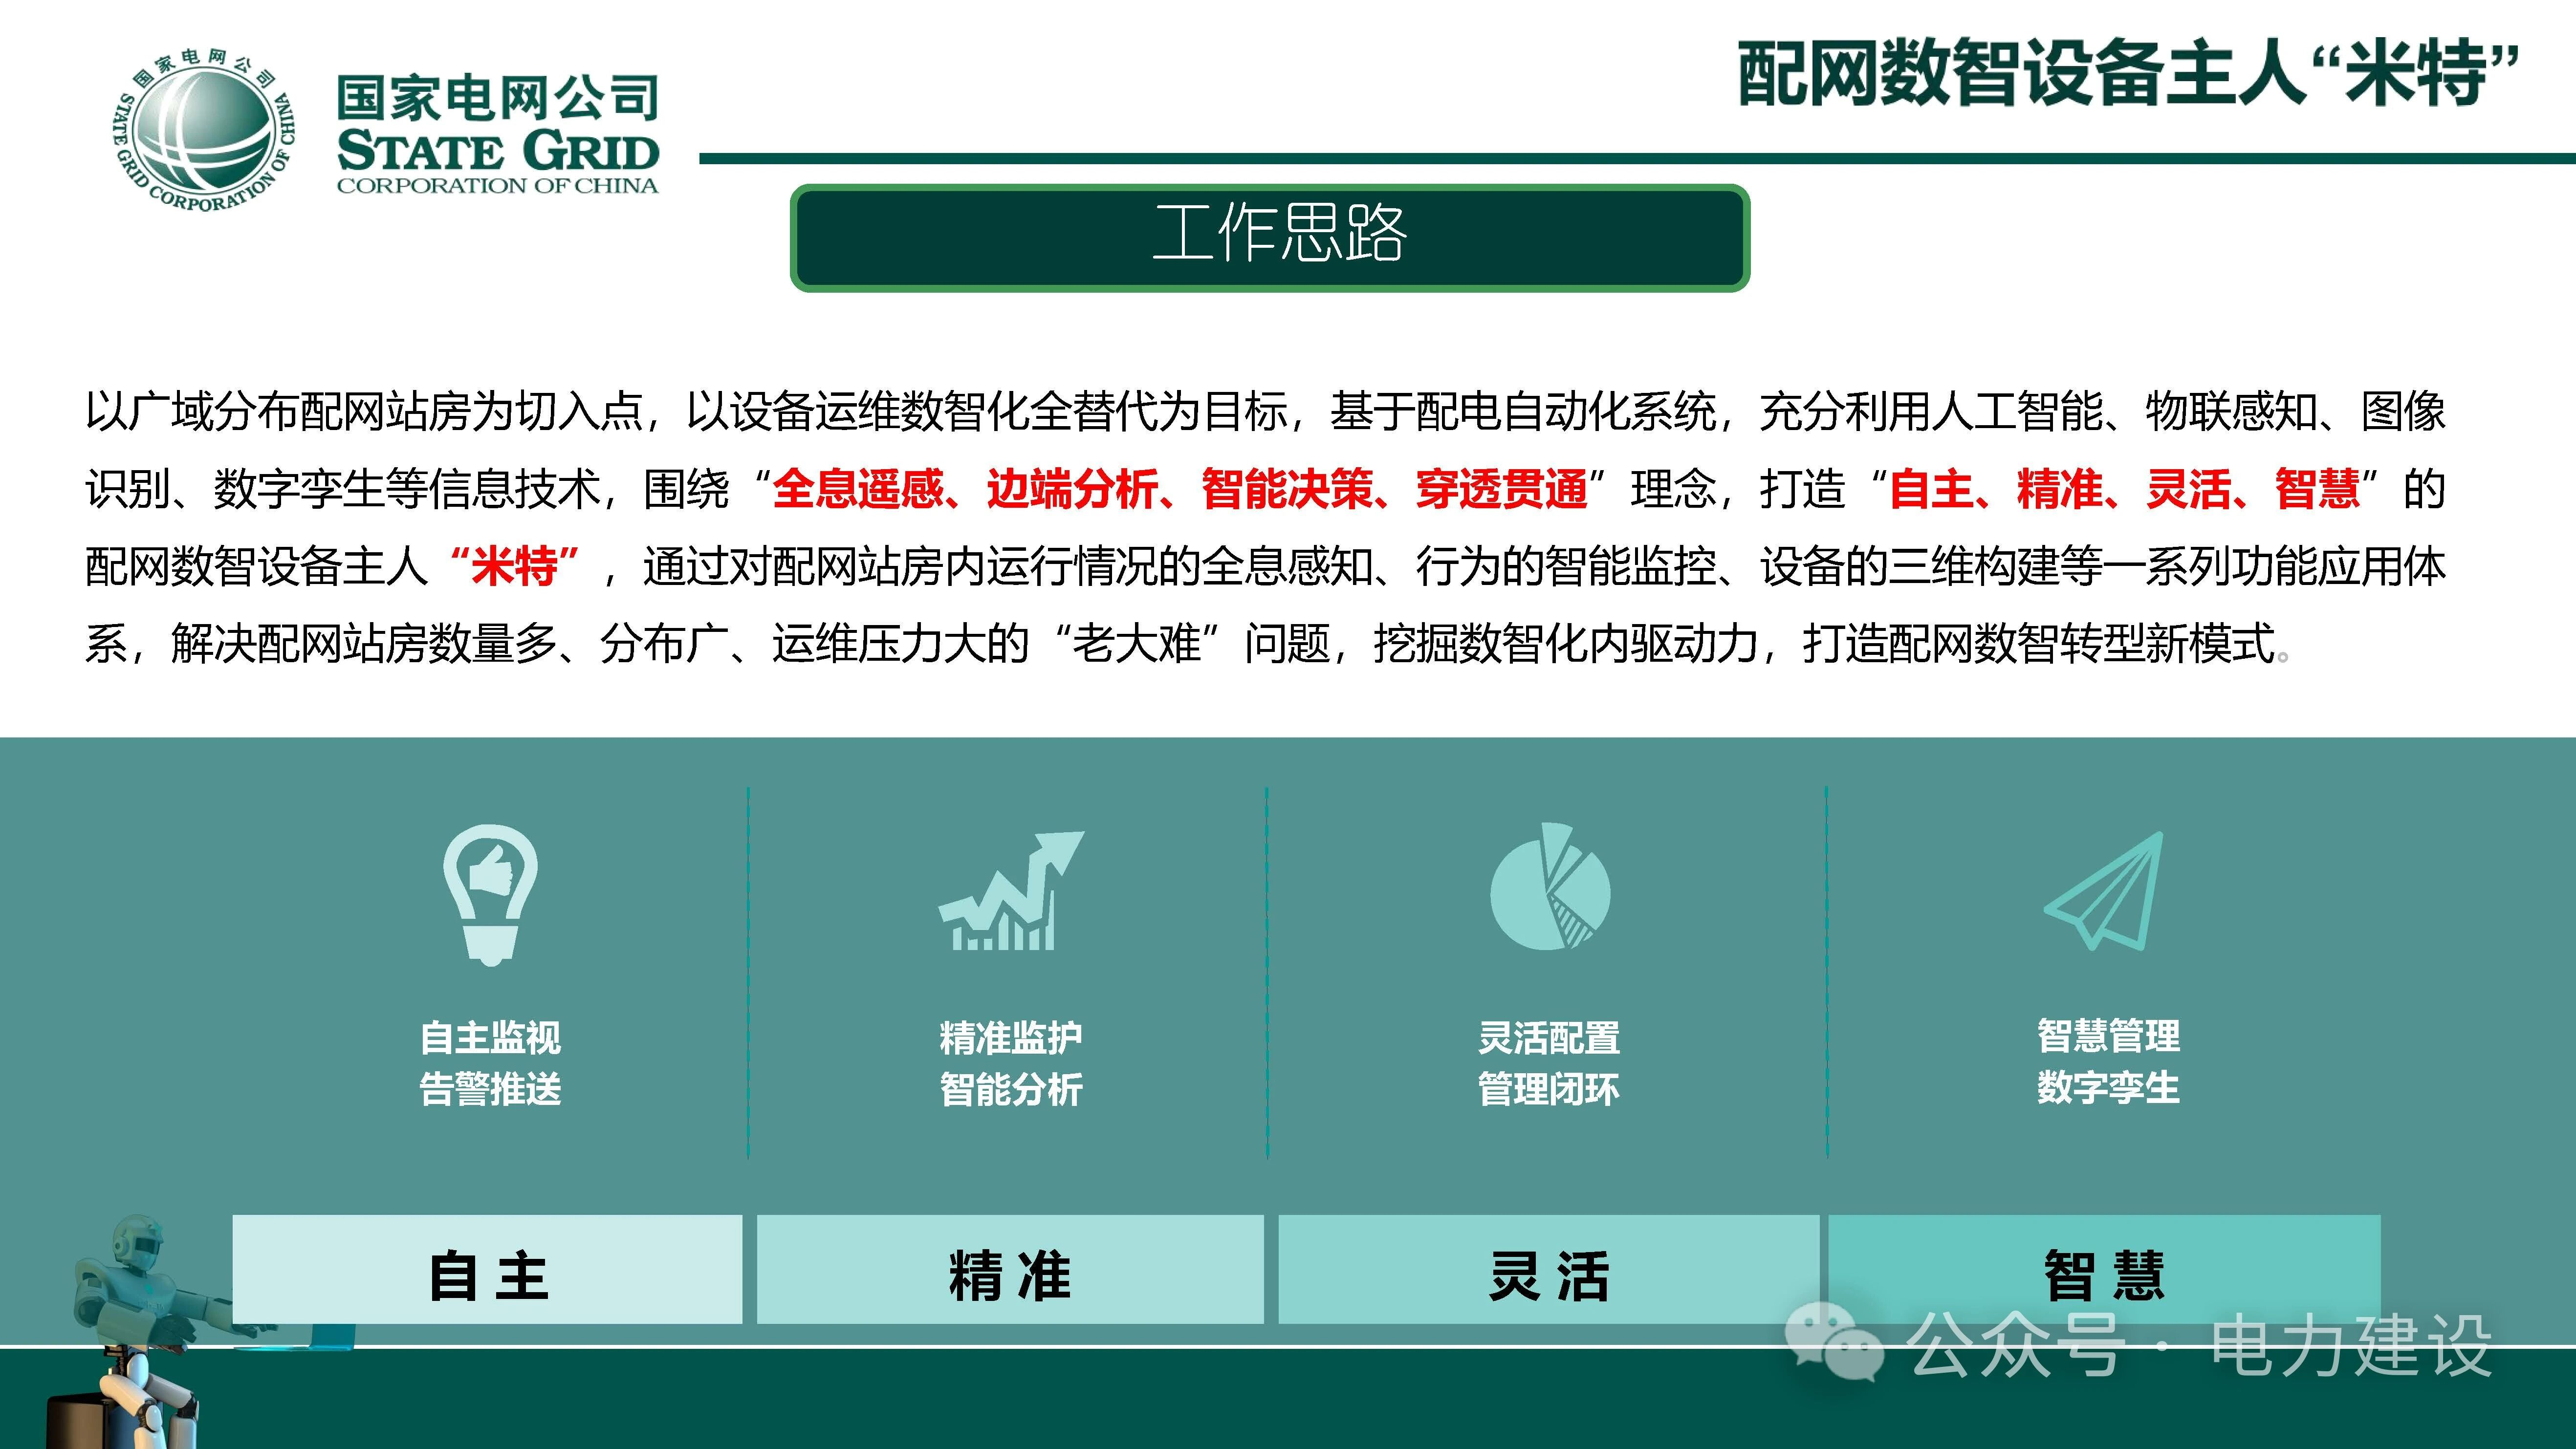 国家电网公司
STATE GRID CORPORATION OF CHINA
国家电网公司
STATE GRID
CORPORATION OF CHINA
配网数智设备主人“米特”
工作思路
以广域分布配网站房为切入点，以设备运维数智化全替代为目标，基于配电自动化系统，充分利用人工智能、物联感知、图像
识别、数字孪生等信息技术，围绕“全息遥感、边端分析、智能决策、穿透贯通”理念，打造“自主、精准、灵活、智慧”的
配网数智设备主人“米特”，通过对配网站房内运行情况的全息感知、行为的智能监控、设备的三维构建等一系列功能应用体
系，解决配网站房数量多、分布广、运维压力大的“老大难”问题，挖掘数智化内驱动力，打造配网数智转型新模式。
自主监视
告警推送
精准监护
智能分析
灵活配置
管理闭环
智慧管理
数字孪生
自主
精准
灵活
智慧
公众号·电力建设